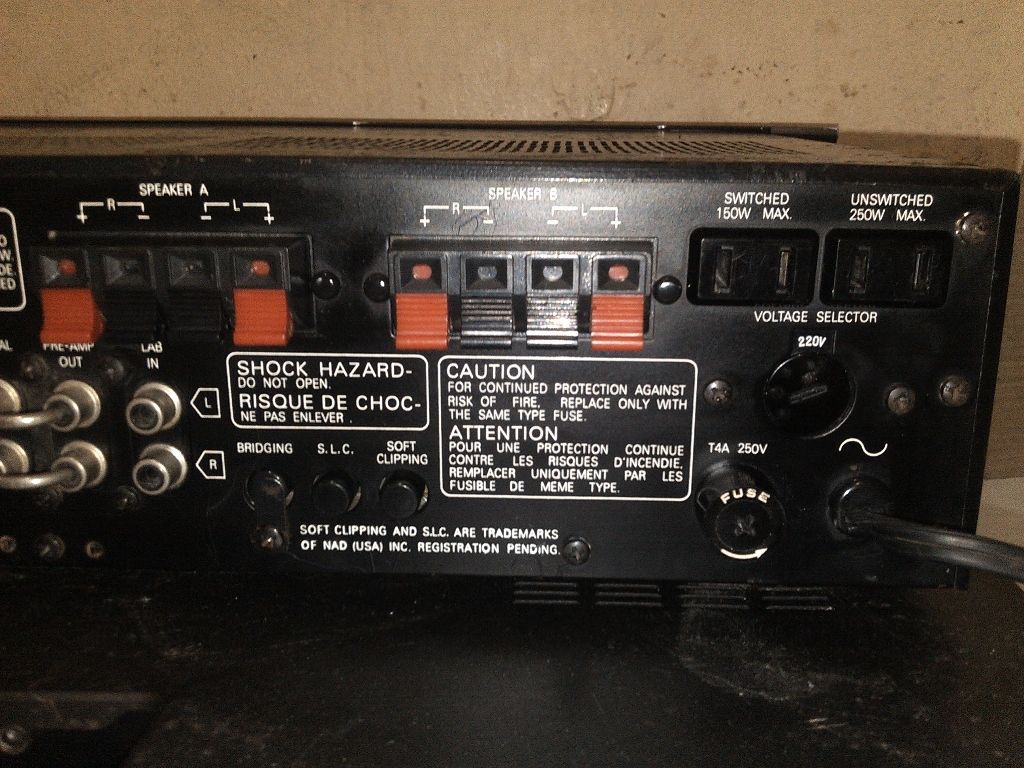 SPEAKER A
R L
+ - - +
SPEAKER B
R L
+ - - +
SWITCHED
150W MAX.
UNSWITCHED
250W MAX.
VOLTAGE SELECTOR
220V
PRE-AMP
OUT
LAB
IN
L
R
SHOCK HAZARD-
DO NOT OPEN.
RISQUE DE CHOC-
NE PAS ENLEVER.
CAUTION
FOR CONTINUED PROTECTION AGAINST
RISK OF FIRE, REPLACE ONLY WITH
THE SAME TYPE FUSE.
ATTENTION
POUR UNE PROTECTION CONTINUE
CONTRE LES RISQUES D'INCENDIE,
REMPLACER UNIQUEMENT PAR LES
FUSIBLE DE MEME TYPE.
BRIDGING
S.L.C.
SOFT
CLIPPING
T4A 250V
FUSE
SOFT CLIPPING AND S.L.C. ARE TRADEMARKS
OF NAD (USA) INC. REGISTRATION PENDING.